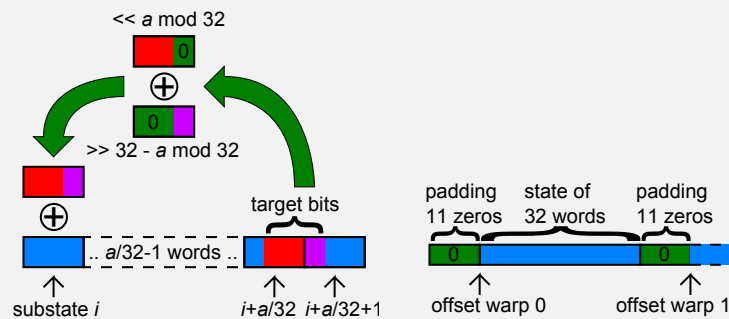 << a mod 32
0
⊕
0
>> 32 - a mod 32
⊕
target bits
.. a/32-1 words ..
substate i
i+a/32 i+a/32+1
padding
11 zeros
state of
32 words
padding
11 zeros
0
0
offset warp 0
offset warp 1